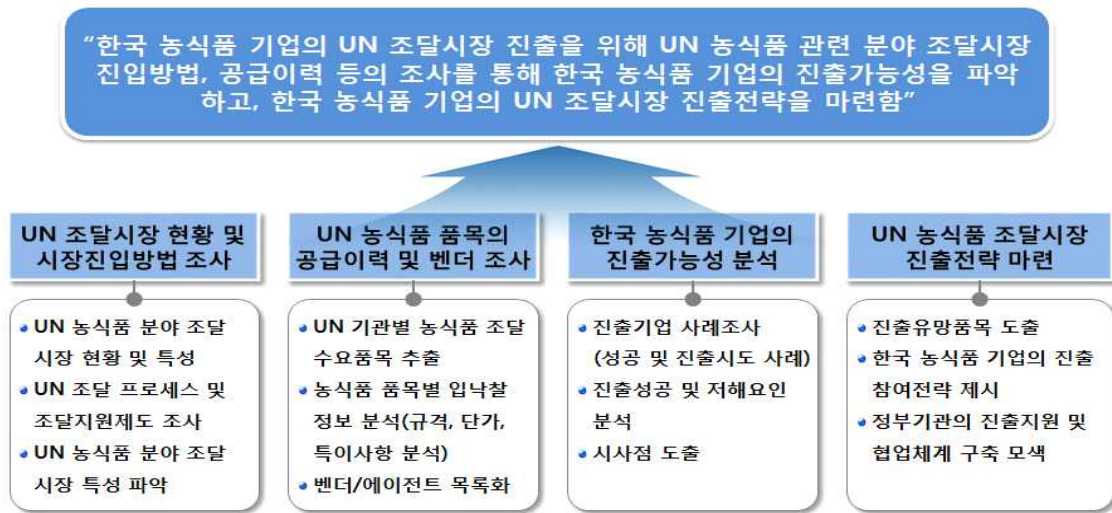 “한국 농식품 기업의 UN 조달시장 진출을 위해 UN 농식품 관련 분야 조달시장
진입방법, 공급이력 등의 조사를 통해 한국 농식품 기업의 진출가능성을 파악
하고, 한국 농식품 기업의 UN 조달시장 진출전략을 마련함”
UN 조달시장 현황 및
시장진입방법 조사
• UN 농식품 분야 조달
시장 현황 및 특성
• UN 조달 프로세스 및
조달지원제도 조사
• UN 농식품 분야 조달
시장 특성 파악
UN 농식품 품목의
공급이력 및 벤더 조사
• UN 기관별 농식품 조달
수요품목 추출
• 농식품 품목별 입낙찰
정보 분석(규격, 단가,
특이사항 분석)
• 벤더/에이전트 목록화
한국 농식품 기업의
진출가능성 분석
• 진출기업 사례조사
(성공 및 진출시도 사례)
• 진출성공 및 저해요인
분석
• 시사점 도출
UN 농식품 조달시장
진출전략 마련
• 진출유망품목 도출
• 한국 농식품 기업의 진출
참여전략 제시
• 정부기관의 진출지원 및
협업체계 구축 모색